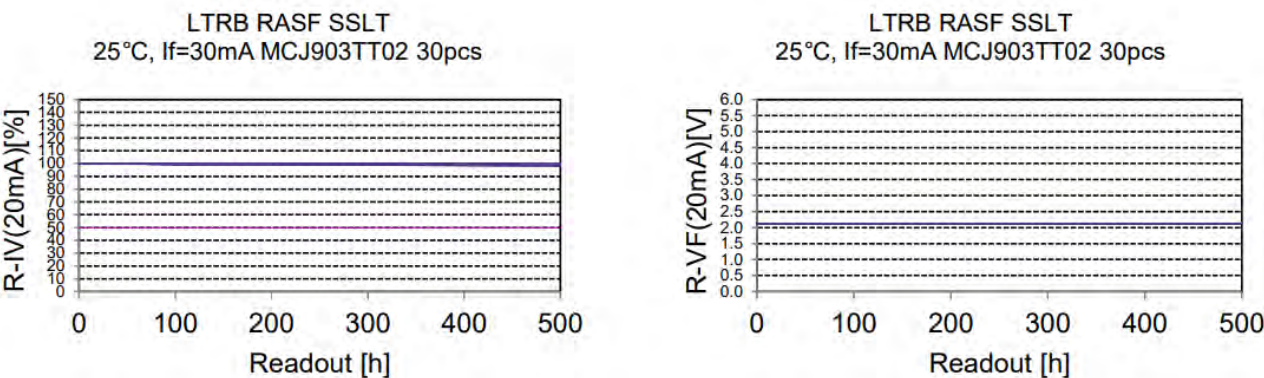 LTRB RASF SSLT
25°C, If=30mA MCJ903TT02 30pcs
R-IV(20mA)[%]
150
140
130
120
110
100
90
80
70
60
50
40
30
20
10
0
0 100 200 300 400 500
Readout [h]
LTRB RASF SSLT
25°C, If=30mA MCJ903TT02 30pcs
R-VF(20mA)[V]
6.0
5.5
5.0
4.5
4.0
3.5
3.0
2.5
2.0
1.5
1.0
0.5
0.0
0 100 200 300 400 500
Readout [h]